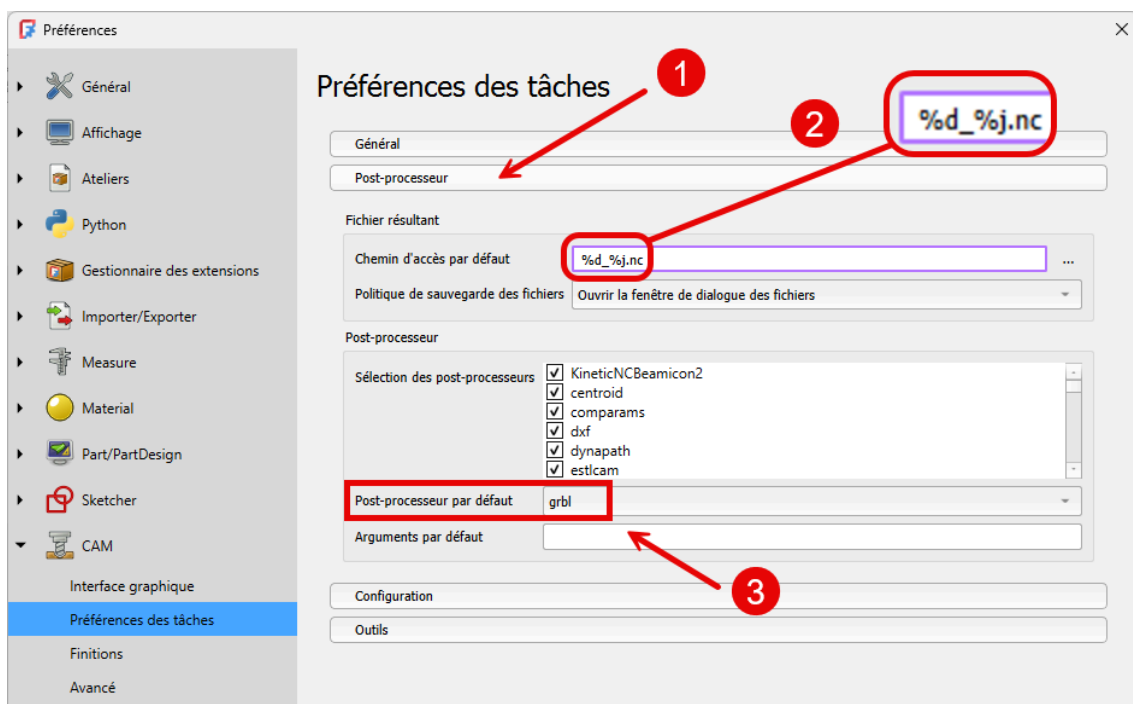 Préférences
Général
Affichage
Ateliers
Python
Gestionnaire des extensions
Importer/Exporter
Measure
Material
Part/PartDesign
Sketcher
CAM
Interface graphique
Préférences des tâches
Finitions
Avancé
Préférences des tâches
1
2
%d_%j.nc
Général
Post-processeur
Fichier résultant
Chemin d'accès par défaut %d_%j.nc ...
Politique de sauvegarde des fichiers Ouvrir la fenêtre de dialogue des fichiers
Post-processeur
Sélection des post-processeurs KineticNCBeamicon2
centroid
comparams
dxf
dynapath
estlcam
Post-processeur par défaut grbl
Arguments par défaut
3
Configuration
Outils